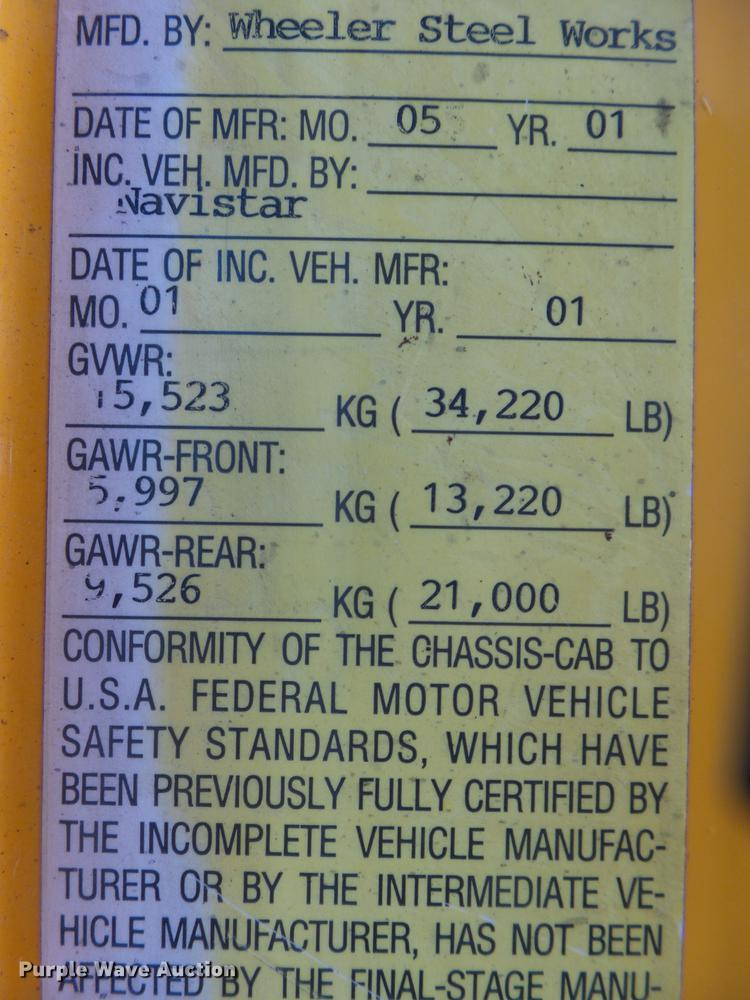 MFD. BY: Wheeler Steel Works
DATE OF MFR: MO. 05 YR. 01
INC. VEH. MFD. BY:
Navistar
DATE OF INC. VEH. MFR:
MO. 01 YR. 01
GVWR:
15,523 KG ( 34,220 LB)
GAWR-FRONT:
5,997 KG ( 13,220 LB)
GAWR-REAR:
9,526 KG ( 21,000 LB)
CONFORMITY OF THE CHASSIS-CAB TO
U.S.A. FEDERAL MOTOR VEHICLE
SAFETY STANDARDS, WHICH HAVE
BEEN PREVIOUSLY FULLY CERTIFIED BY
THE INCOMPLETE VEHICLE MANUFAC-
TURER OR BY THE INTERMEDIATE VE-
HICLE MANUFACTURER, HAS NOT BEEN
AFFECTED BY THE FINAL-STAGE MANU-
Purple Wave Auction